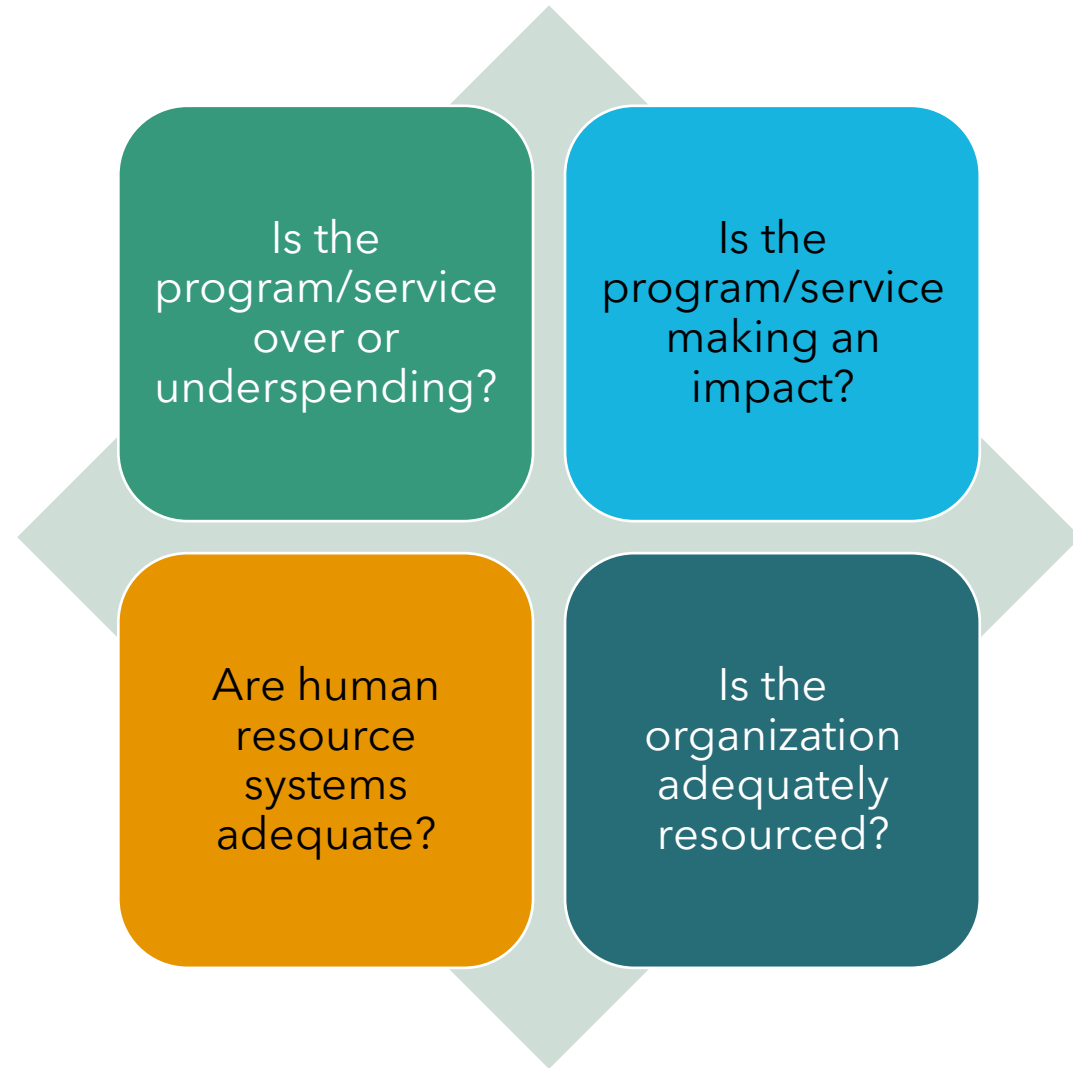 Is the
program/service
over or
underspending?
Is the
program/service
making an
impact?
Are human
resource
systems
adequate?
Is the
organization
adequately
resourced?